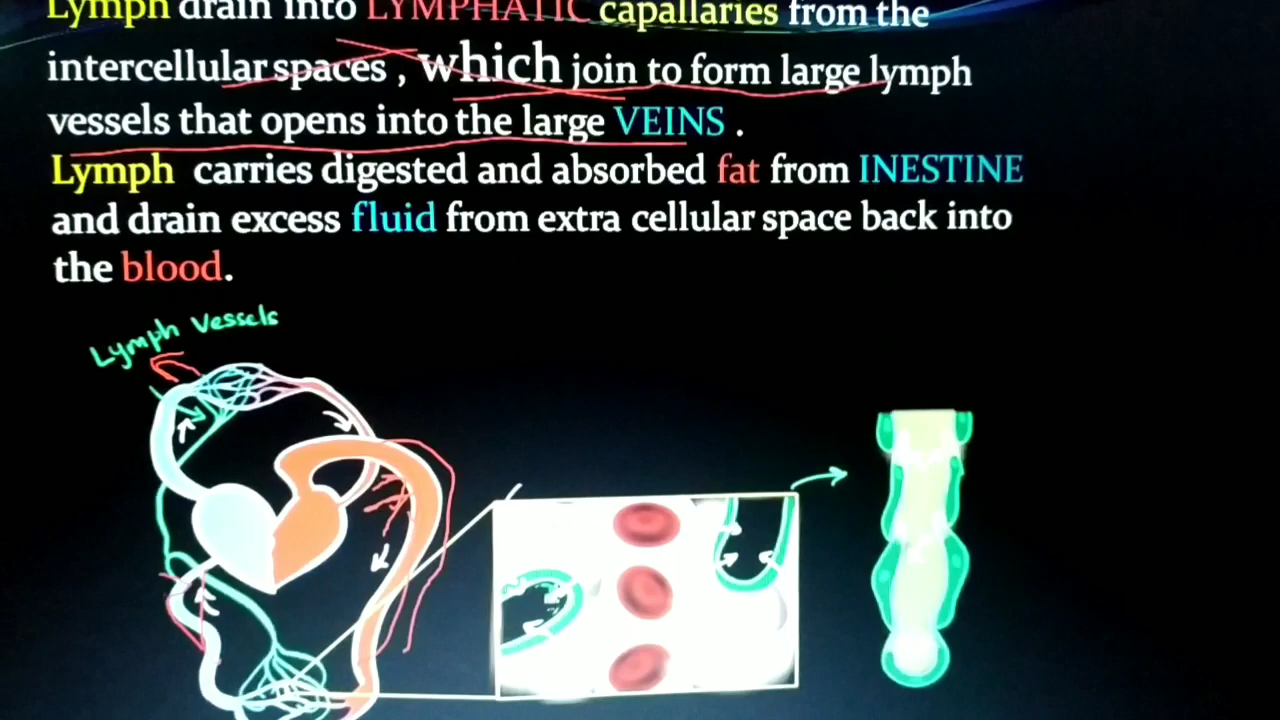 Lymph drain into LYMPHATIC capallaries from the
intercellular spaces , which join to form large lymph
vessels that opens into the large VEINS .
Lymph carries digested and absorbed fat from INESTINE
and drain excess fluid from extra cellular space back into
the blood.
Lymph Vessels